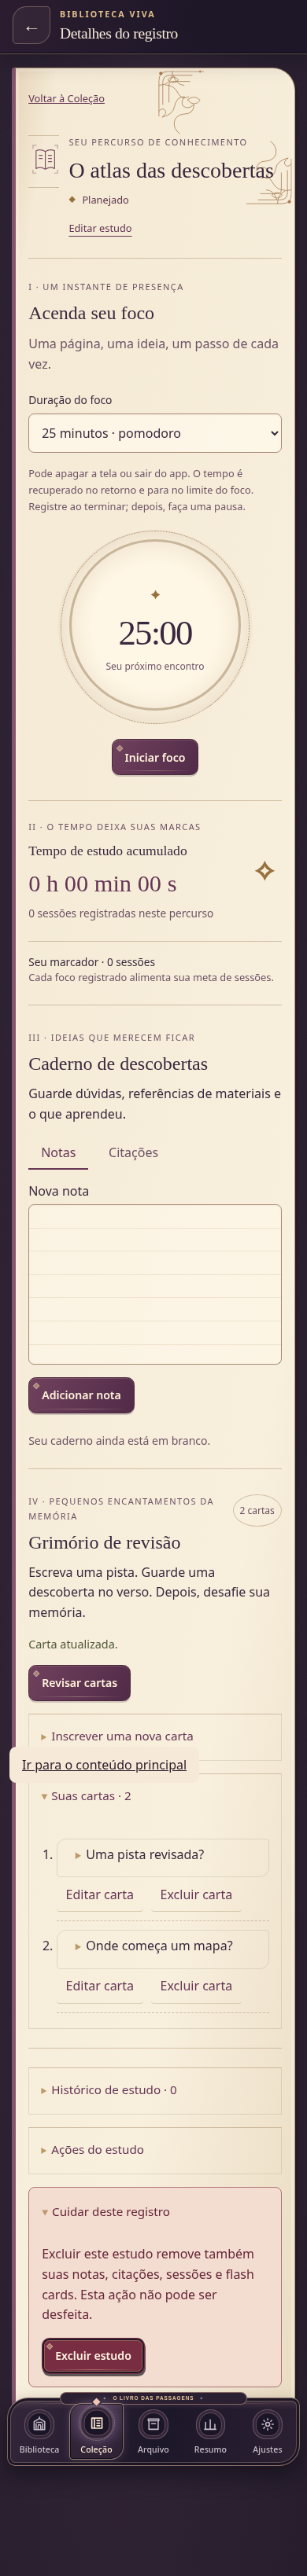 BIBLIOTECA VIVA
Detalhes do registro
Voltar à Coleção
SEU PERCURSO DE CONHECIMENTO
O atlas das descobertas
Planejado
Editar estudo
I · UM INSTANTE DE PRESENÇA
Acenda seu foco
Uma página, uma ideia, um passo de cada
vez.
Duração do foco
25 minutos · pomodoro
Pode apagar a tela ou sair do app. O tempo é
recuperado no retorno e para no limite do foco.
Registre ao terminar; depois, faça uma pausa.
25:00
Seu próximo encontro
Iniciar foco
II · O TEMPO DEIXA SUAS MARCAS
Tempo de estudo acumulado
0 h 00 min 00 s
0 sessões registradas neste percurso
Seu marcador · 0 sessões
Cada foco registrado alimenta sua meta de sessões.
III · IDEIAS QUE MERECEM FICAR
Caderno de descobertas
Guarde dúvidas, referências de materiais e
o que aprendeu.
Notas Citações
Nova nota
Adicionar nota
Seu caderno ainda está em branco.
IV · PEQUENOS ENCANTAMENTOS DA
MEMÓRIA
2 cartas
Grimório de revisão
Escreva uma pista. Guarde uma
descoberta no verso. Depois, desafie sua
memória.
Carta atualizada.
Revisar cartas
Inscrever uma nova carta
Ir para o conteúdo principal
Suas cartas · 2
1. Uma pista revisada?
Editar carta Excluir carta
2. Onde começa um mapa?
Editar carta Excluir carta
Histórico de estudo · 0
Ações do estudo
Cuidar deste registro
Excluir este estudo remove também
suas notas, citações, sessões e flash
cards. Esta ação não pode ser
desfeita.
Excluir estudo
O LIVRO DAS PASSAGENS
Biblioteca Coleção Arquivo Resumo Ajustes